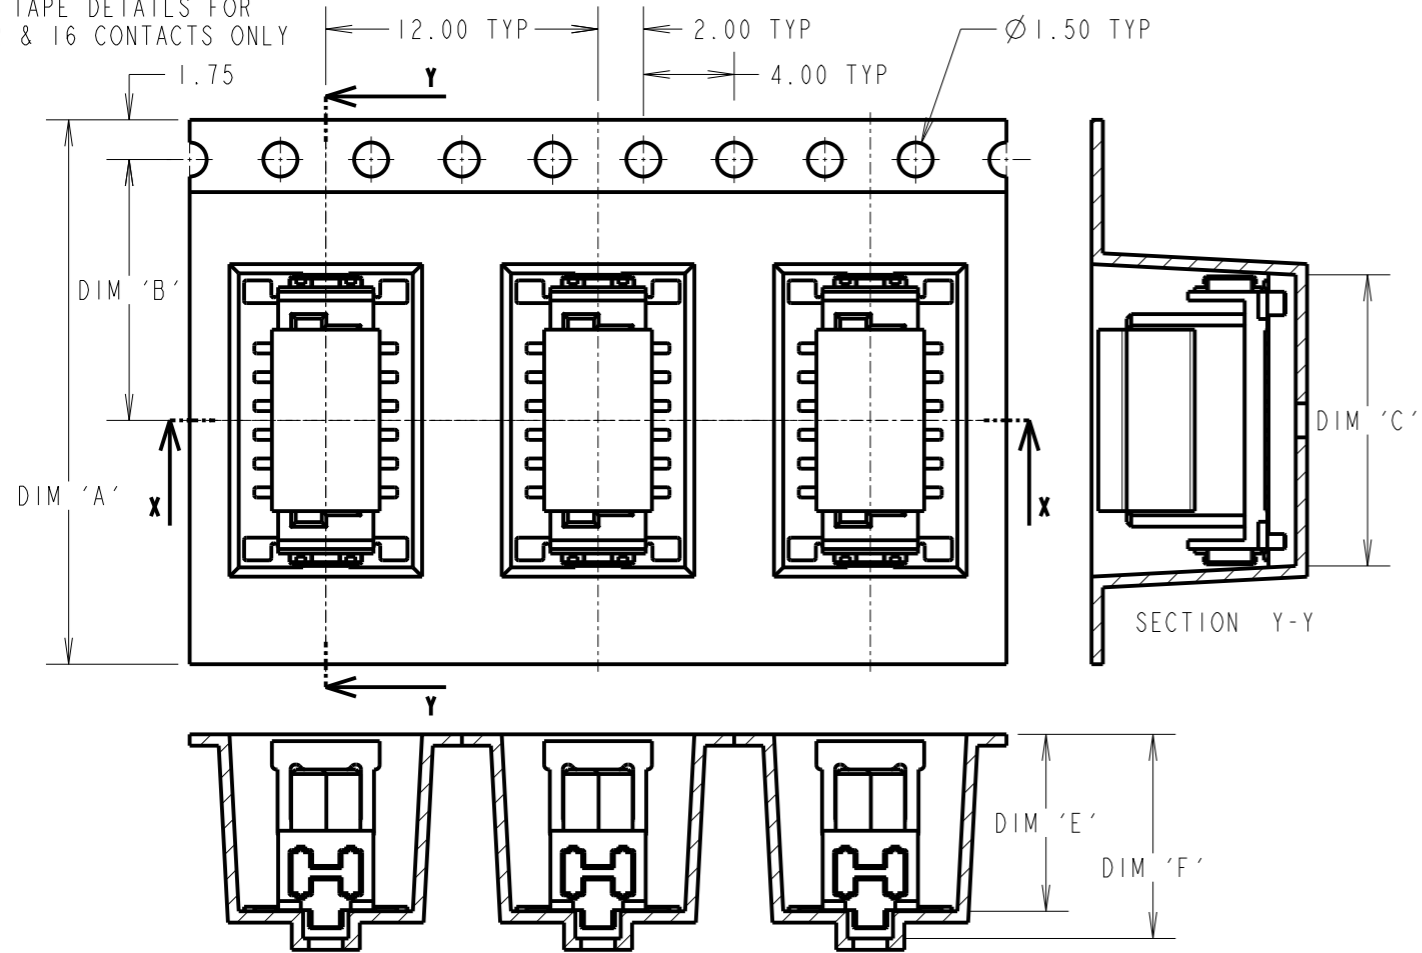 TAPE DETAILS FOR
& 16 CONTACTS ONLY
12.00 TYP
2.00 TYP
Ø1.50 TYP
1.75
Y
4.00 TYP
DIM 'B'
DIM 'C'
DIM 'A'
X
X
SECTION Y-Y
Y
DIM 'E'
DIM 'F'